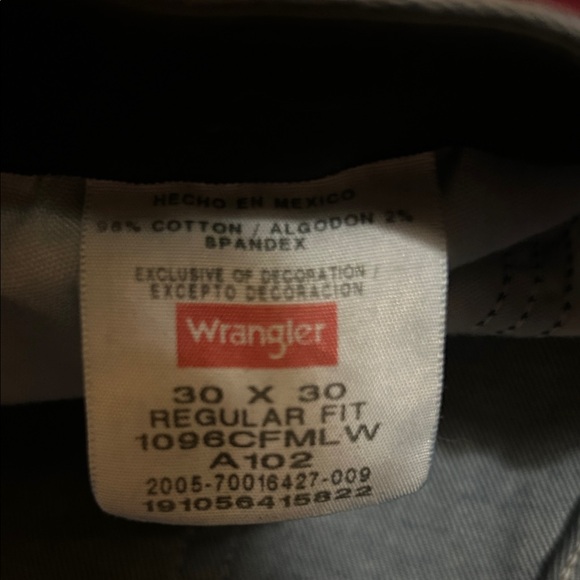 HECHO EN MEXICO
98% COTTON / ALGODON 2%
SPANDEX
EXCLUSIVE OF DECORATION /
EXCEPTO DECORACION
Wrangler
30 X 30
REGULAR FIT
1096CFMLW
A102
2005-70016427-009
191056415822